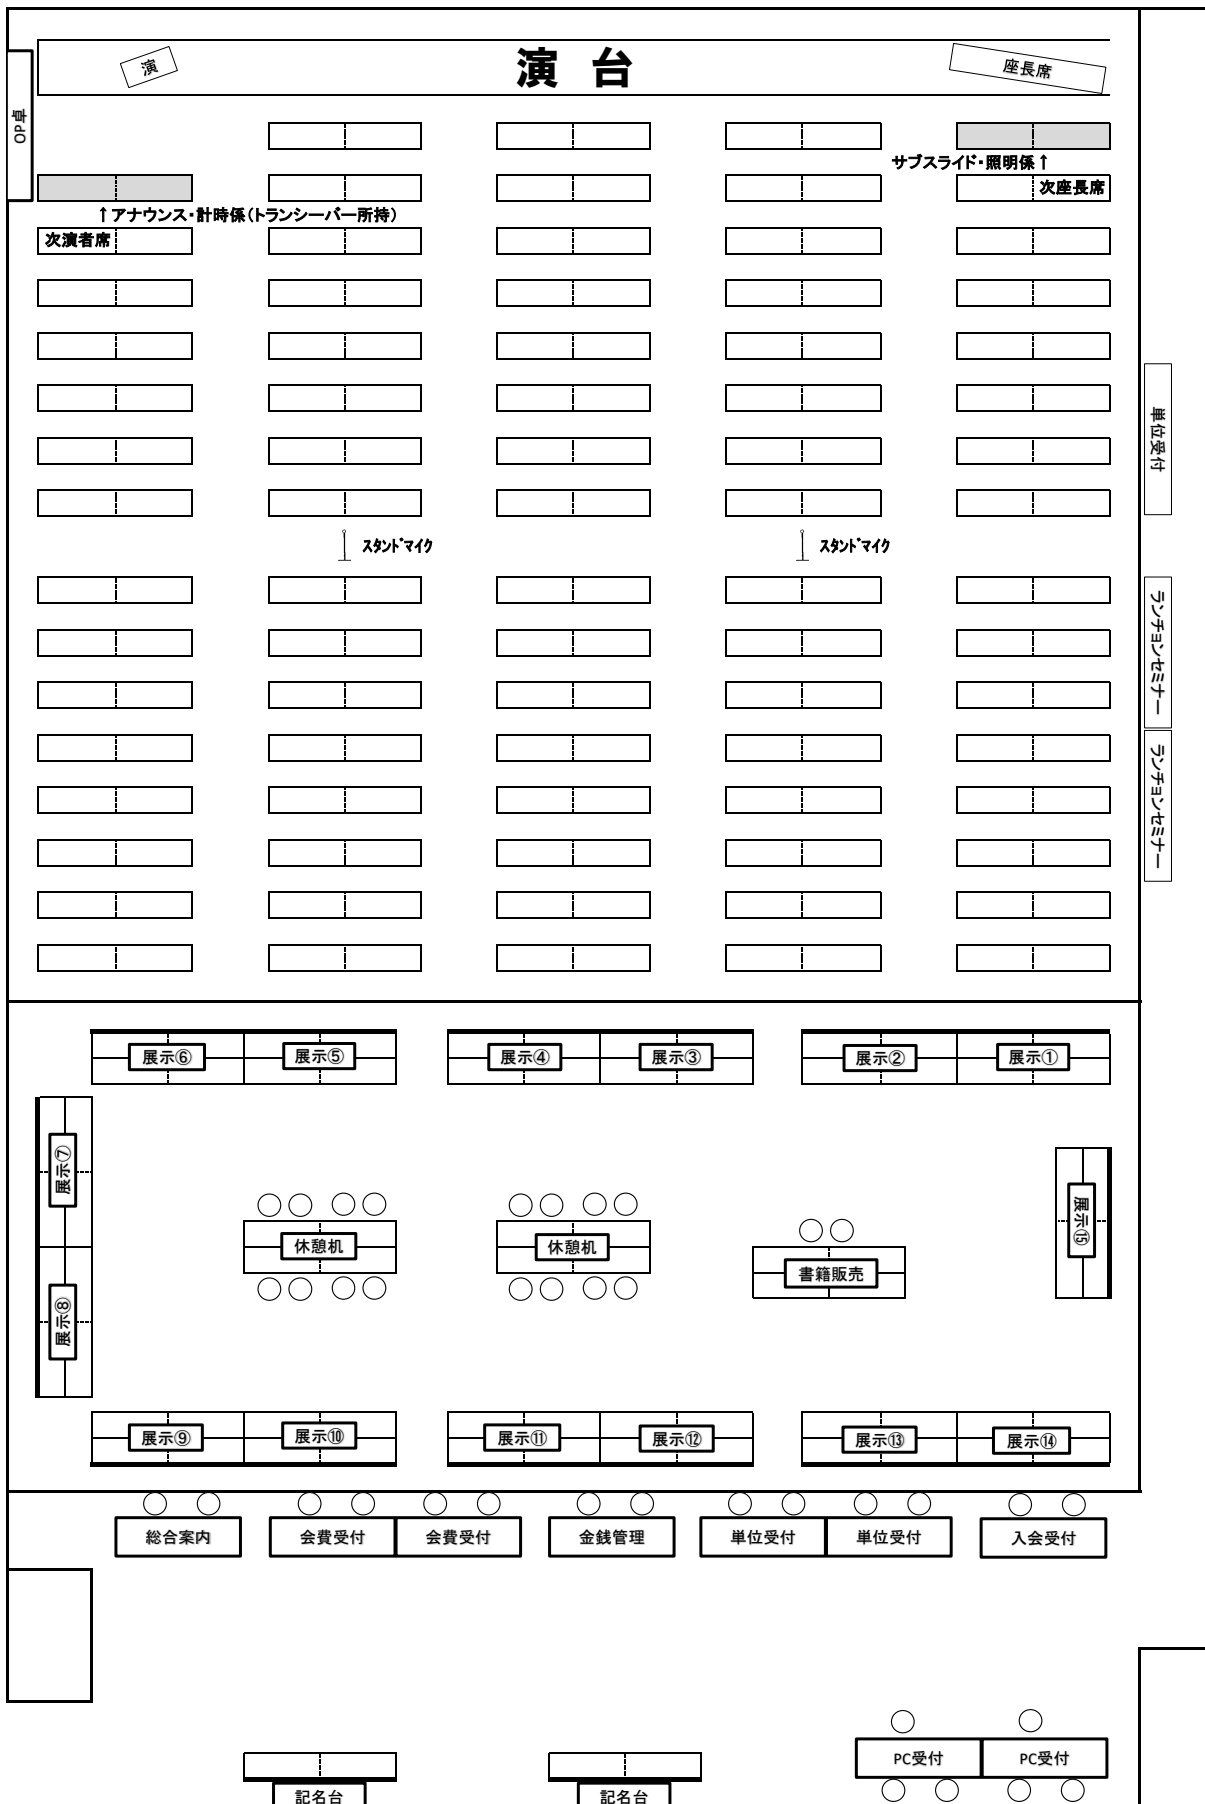 演台
演
座長席
OP卓
サブスライド・照明係↑
次座長席
↑アナウンス・計時係(トランシーバー所持)
次演者席
単位受付
スタンドマイク
スタンドマイク
ランチョンセミナー
ランチョンセミナー
展示⑥
展示⑤
展示④
展示③
展示②
展示①
展示⑦
展示⑮
休憩机
休憩机
書籍販売
展示⑧
展示⑨
展示⑩
展示⑪
展示⑫
展示⑬
展示⑭
総合案内
会費受付
会費受付
金銭管理
単位受付
単位受付
入会受付
PC受付
PC受付
記名台
記名台